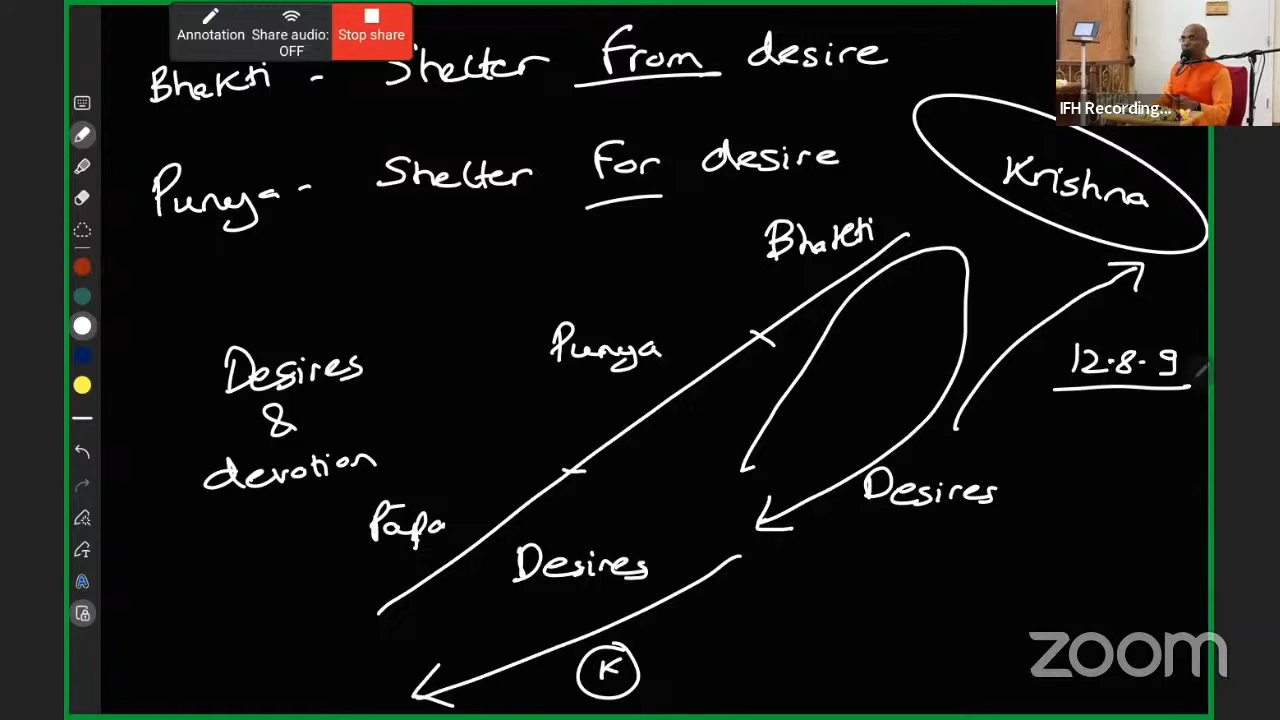 Annotation
Share audio:
OFF
Stop share
Bhakti - Shelter From desire
IFH Recording...
Punya - Shelter For desire
Krishna
Bhakti
Punya
12.8.9
Desires
&
devotion
Desires
Papa
Desires
K
A
zoom